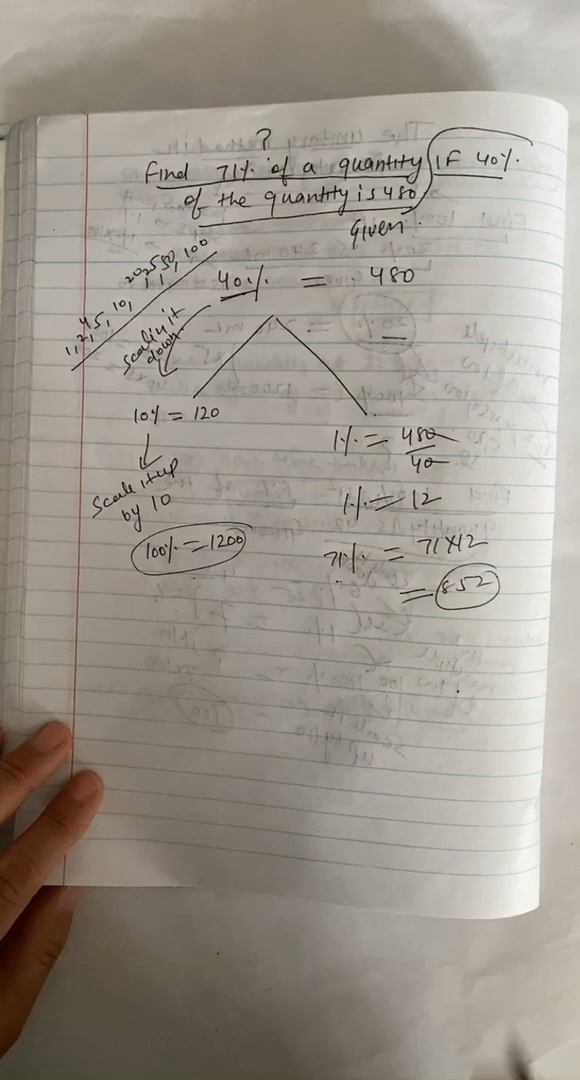 ?
Find 71% of a quantity IF 40%.
of the quantity is 480
Given
1, 2, 4, 5, 10, 20, 25, 50, 100
40% = 480
Scaling it
down
10% = 120
Scale it up
by 10
100% = 1200
1% = 480
40
1% = 12
71% = 71 X 12
= 852